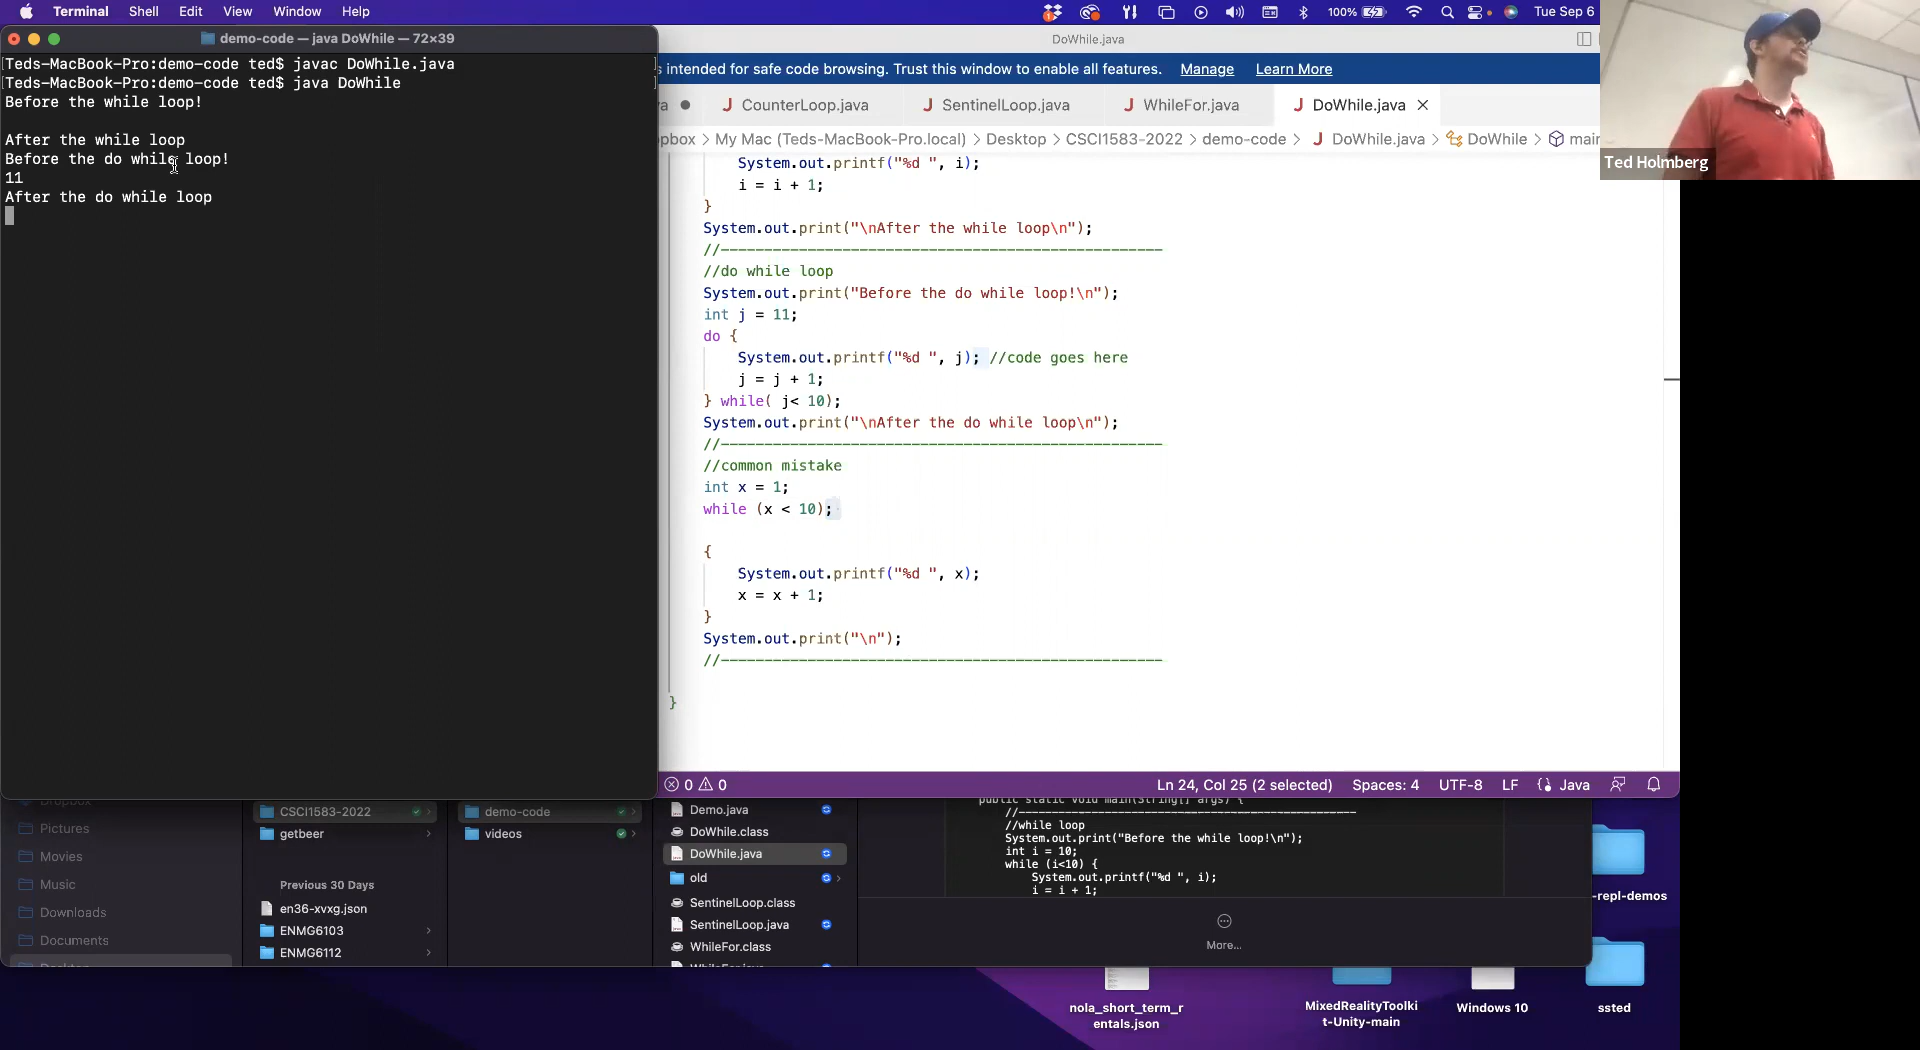 Terminal Shell Edit View Window Help
100% Tue Sep 6
demo-code — java DoWhile — 72×39
[Teds-MacBook-Pro:demo-code ted$ javac DoWhile.java ]
[Teds-MacBook-Pro:demo-code ted$ java DoWhile ]
Before the while loop!
After the while loop
Before the do while loop!
11
After the do while loop
DoWhile.java
s intended for safe code browsing. Trust this window to enable all features. Manage Learn More
a ● J CounterLoop.java J SentinelLoop.java J WhileFor.java J DoWhile.java
pbox > My Mac (Teds-MacBook-Pro.local) > Desktop > CSCI1583-2022 > demo-code > J DoWhile.java > DoWhile > main
System.out.printf("%d ", i);
i = i + 1;
}
System.out.print("\nAfter the while loop\n");
//---------------------------------------------------
//do while loop
System.out.print("Before the do while loop!\n");
int j = 11;
do {
System.out.printf("%d ", j); //code goes here
j = j + 1;
} while( j< 10);
System.out.print("\nAfter the do while loop\n");
//---------------------------------------------------
//common mistake
int x = 1;
while (x < 10);
{
System.out.printf("%d ", x);
x = x + 1;
}
System.out.print("\n");
//---------------------------------------------------
}
0 0 Ln 24, Col 25 (2 selected) Spaces: 4 UTF-8 LF Java
Ted Holmberg
Dropbox
Pictures
Movies
Music
Downloads
Documents
CSCI1583-2022
getbeer
Previous 30 Days
en36-xvxg.json
ENMG6103
ENMG6112
demo-code
videos
Demo.java
DoWhile.class
DoWhile.java
old
SentinelLoop.class
SentinelLoop.java
WhileFor.class
WhileFor.java
public static void main(String[] args) {
//---------------------------------------------------
//while loop
System.out.print("Before the while loop!\n");
int i = 10;
while (i<10) {
System.out.printf("%d ", i);
i = i + 1;
More...
-repl-demos
nola_short_term_r
entals.json
MixedRealityToolki
t-Unity-main
Windows 10
ssted